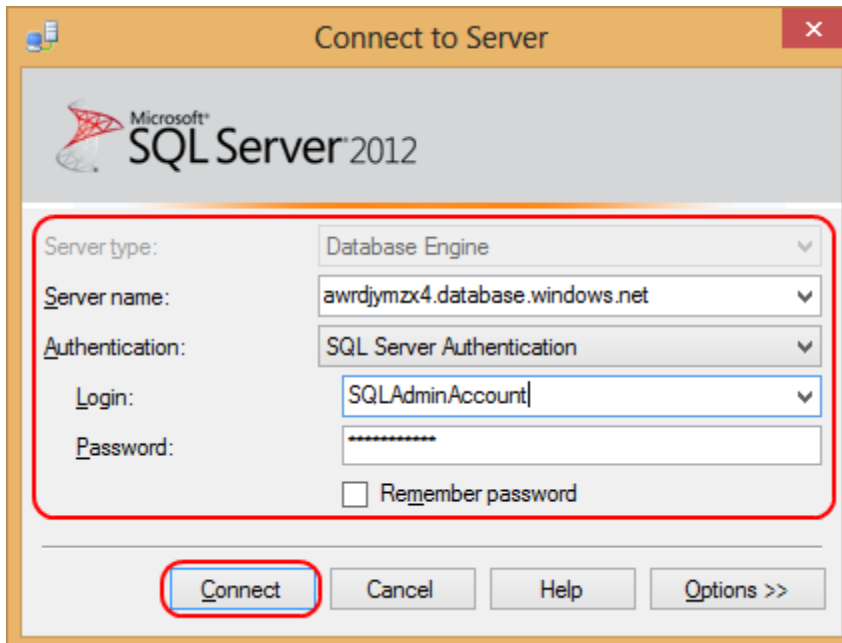 Connect to Server
Microsoft®
SQL Server® 2012
Server type: Database Engine
Server name: awrdjymzx4.database.windows.net
Authentication: SQL Server Authentication
Login: SQLAdminAccount
Password: ***********
Remember password
Connect Cancel Help Options >>